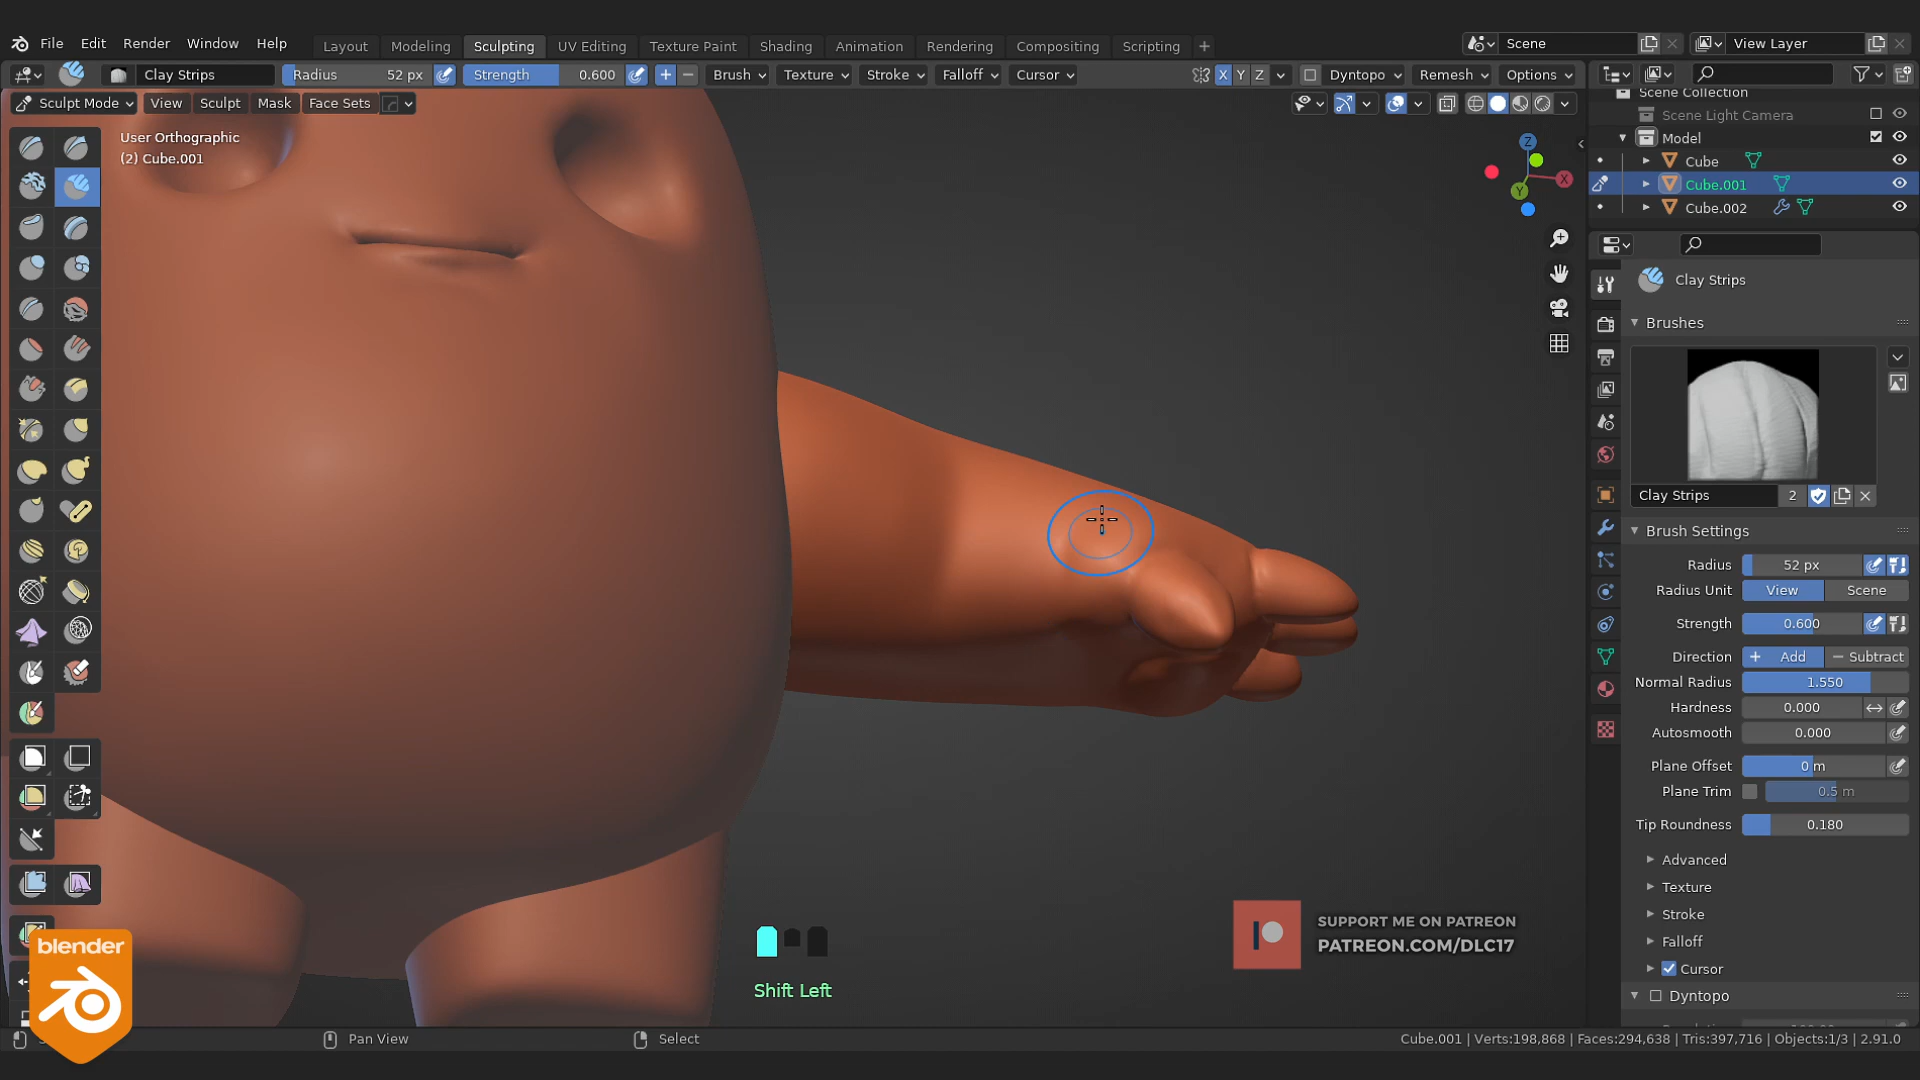 File Edit Render Window Help Layout Modeling Sculpting UV Editing Texture Paint Shading Animation Rendering Compositing Scripting + Scene View Layer
Clay Strips Radius 52 px Strength 0.600 + − Brush Texture Stroke Falloff Cursor X Y Z Dyntopo Remesh Options
Sculpt Mode View Sculpt Mask Face Sets
User Orthographic
(2) Cube.001
Z
X
Y
Scene Collection
Scene Light Camera
Model
Cube
Cube.001
Cube.002
Clay Strips
Brushes
Clay Strips 2
Brush Settings
Radius 52 px
Radius Unit View Scene
Strength 0.600
Direction + Add − Subtract
Normal Radius 1.550
Hardness 0.000
Autosmooth 0.000
Plane Offset 0 m
Plane Trim 0.5 m
Tip Roundness 0.180
Advanced
Texture
Stroke
Falloff
Cursor
Dyntopo
SUPPORT ME ON PATREON
PATREON.COM/DLC17
blender
Shift Left
Pan View Select Cube.001 | Verts:198,868 | Faces:294,638 | Tris:397,716 | Objects:1/3 | 2.91.0